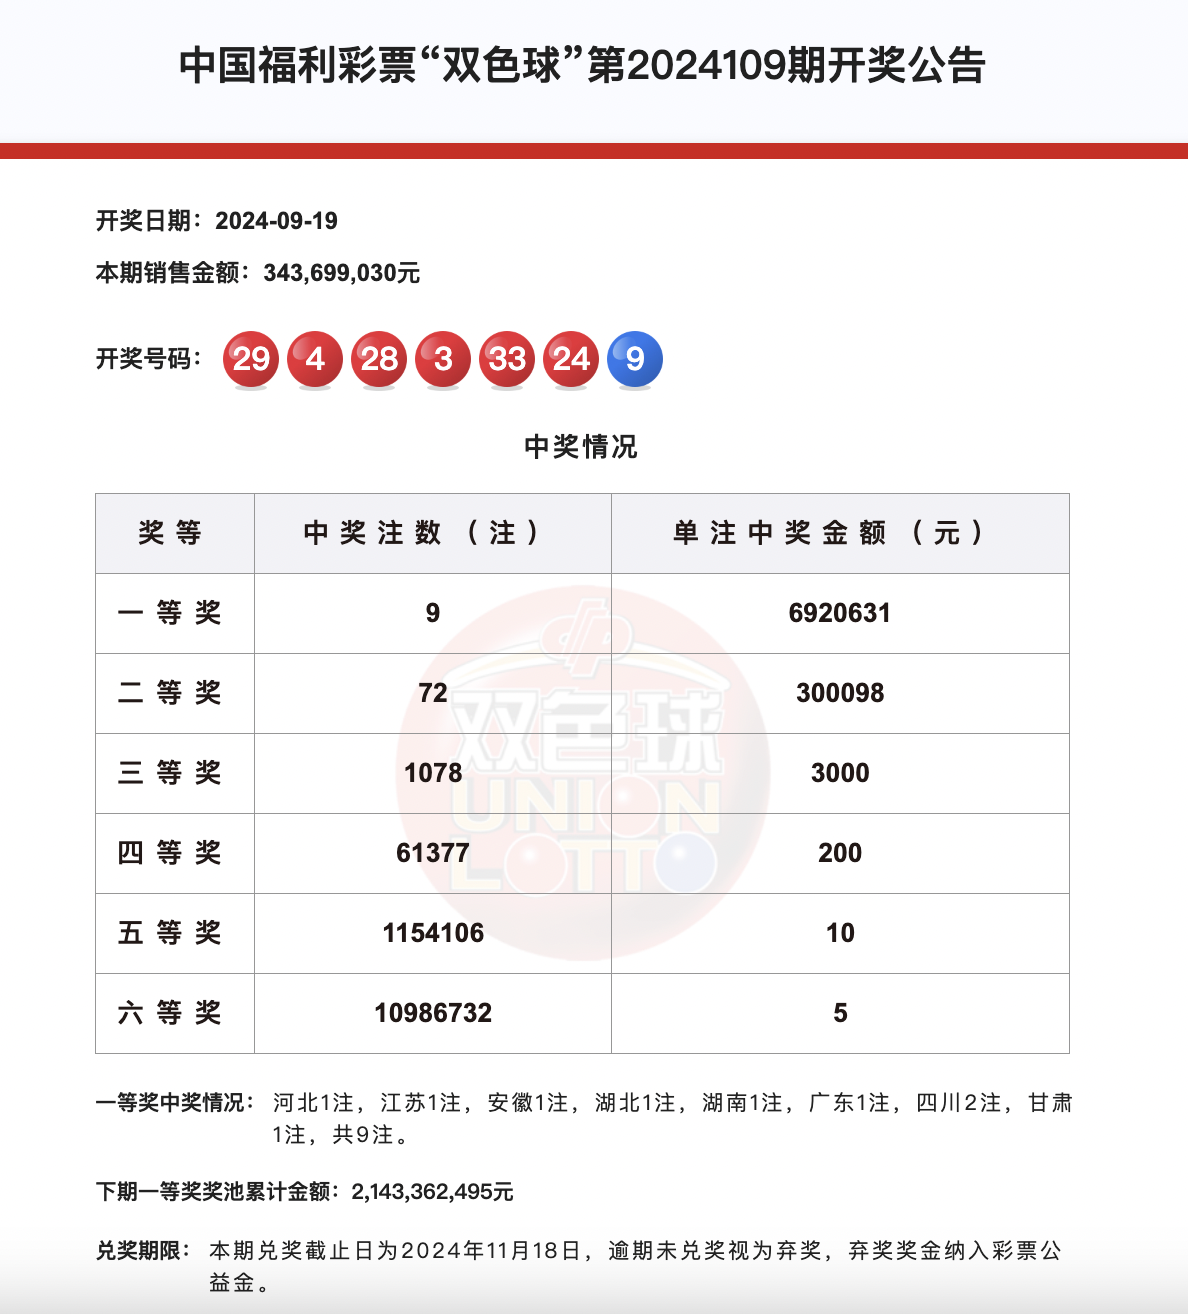 中国福利彩票“双色球”第2024109期开奖公告
开奖日期：2024-09-19
本期销售金额：343,699,030元
开奖号码： 29 4 28 3 33 24 9
中奖情况
奖等 中奖注数（注） 单注中奖金额（元）
一等奖 9 6920631
二等奖 72 300098
三等奖 1078 3000
四等奖 61377 200
五等奖 1154106 10
六等奖 10986732 5
双色球
UNION
LOTTO
一等奖中奖情况： 河北1注，江苏1注，安徽1注，湖北1注，湖南1注，广东1注，四川2注，甘肃
1注，共9注。
下期一等奖奖池累计金额：2,143,362,495元
兑奖期限： 本期兑奖截止日为2024年11月18日，逾期未兑奖视为弃奖，弃奖奖金纳入彩票公
益金。